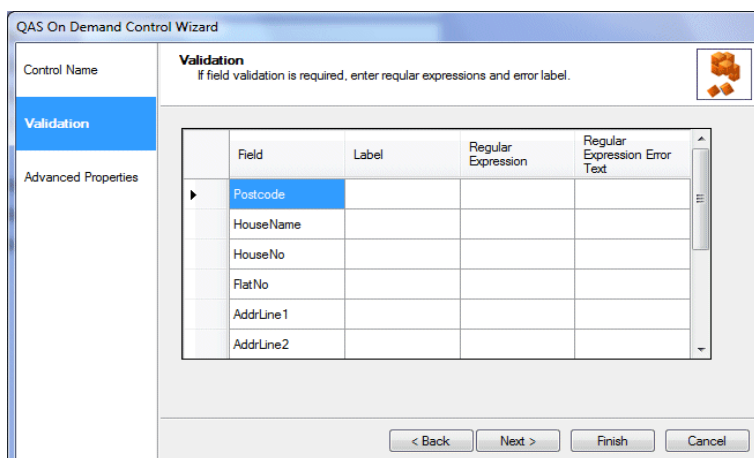 QAS On Demand Control Wizard
Control Name
Validation
Advanced Properties
Validation
If field validation is required, enter regular expressions and error label.
Field
Label
Regular
Expression
Regular
Expression Error
Text
Postcode
HouseName
HouseNo
FlatNo
AddrLine1
AddrLine2
< Back
Next >
Finish
Cancel